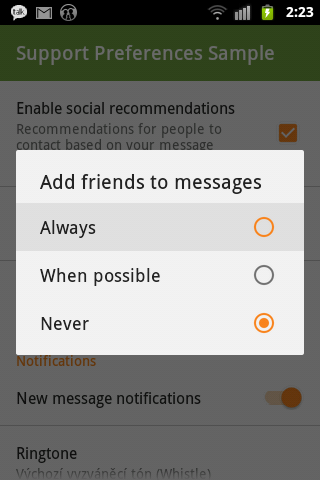 talk
2:23
Support Preferences Sample
Enable social recommendations
Recommendations for people to
contact based on your message
Add friends to messages
Always
When possible
Never
Notifications
New message notifications
Ringtone
Výchozí vyzváněcí tón (Whistle)